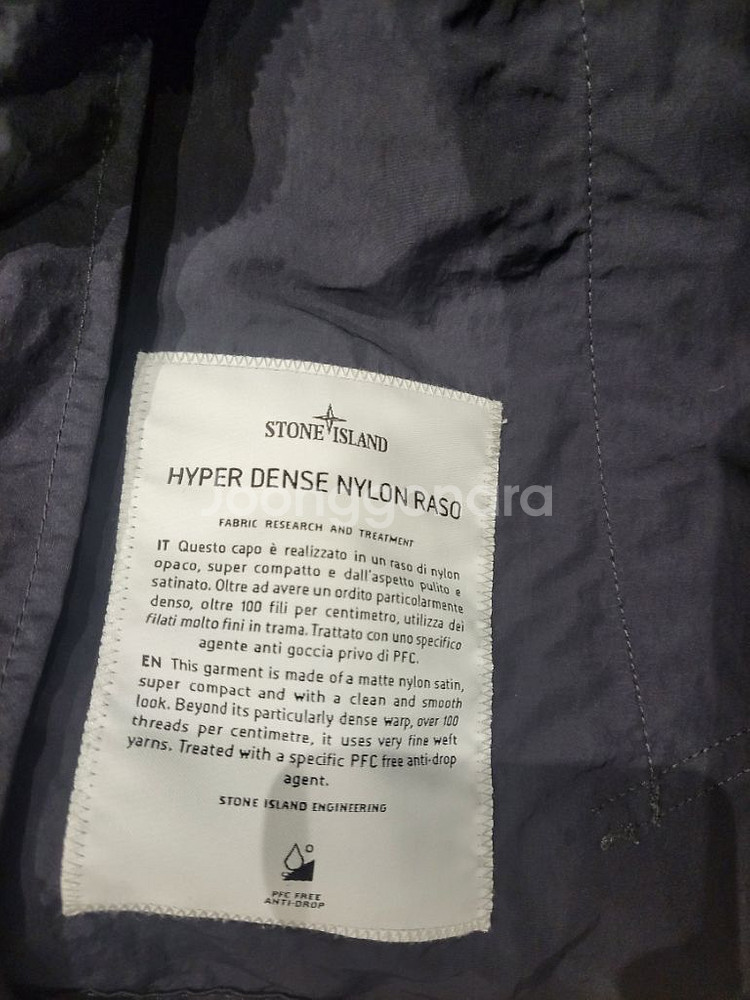 STONE ISLAND
HYPER DENSE NYLON RASO
Joonggonara
FABRIC RESEARCH AND TREATMENT
IT Questo capo è realizzato in un raso di nylon
opaco, super compatto e dall'aspetto pulito e
satinato. Oltre ad avere un ordito particolarmente
denso, oltre 100 fili per centimetro, utilizza dei
filati molto fini in trama. Trattato con uno specifico
agente anti goccia privo di PFC.
EN This garment is made of a matte nylon satin,
super compact and with a clean and smooth
look. Beyond its particularly dense warp, over 100
threads per centimetre, it uses very fine weft
yarns. Treated with a specific PFC free anti-drop
agent.
STONE ISLAND ENGINEERING
PFC FREE
ANTI-DROP